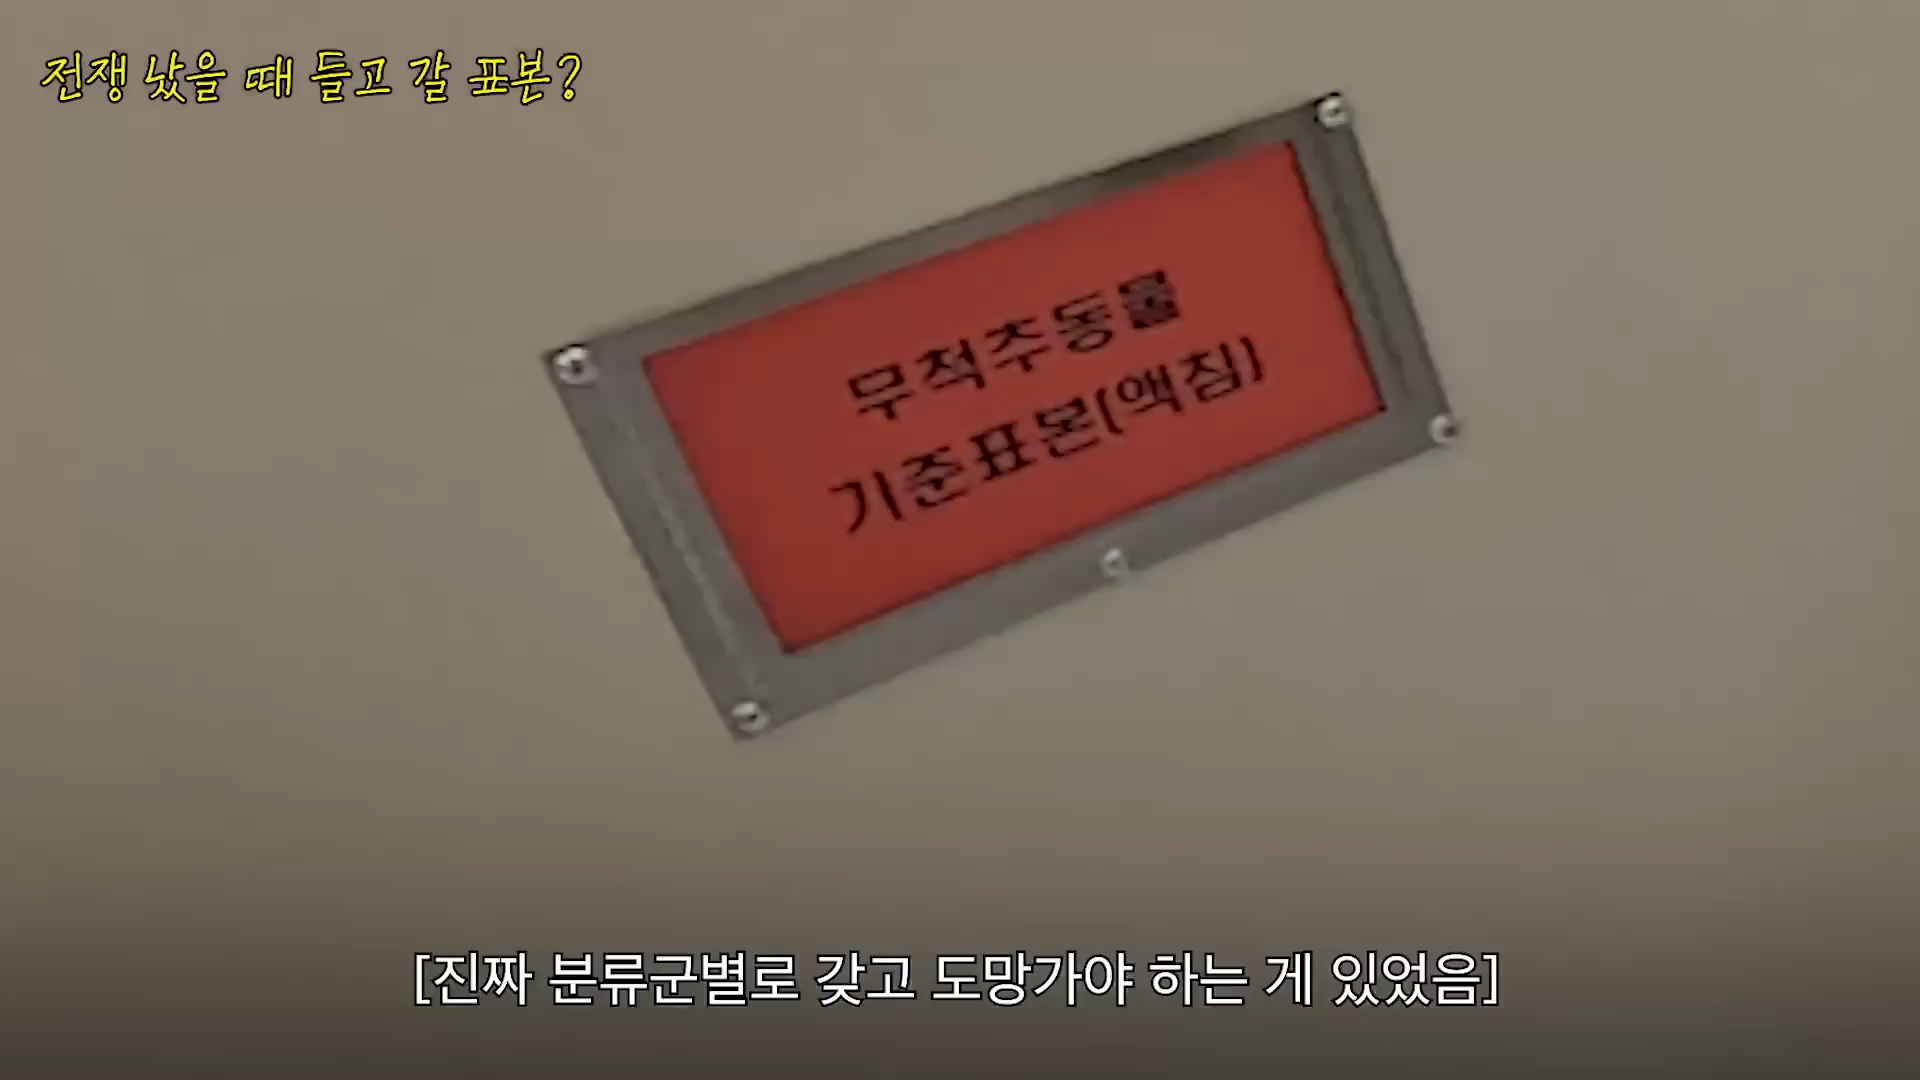 전쟁 났을 때 들고 갈 표본?
무척추동물
기준표본(액침)
[진짜 분류군별로 갖고 도망가야 하는 게 있었음]